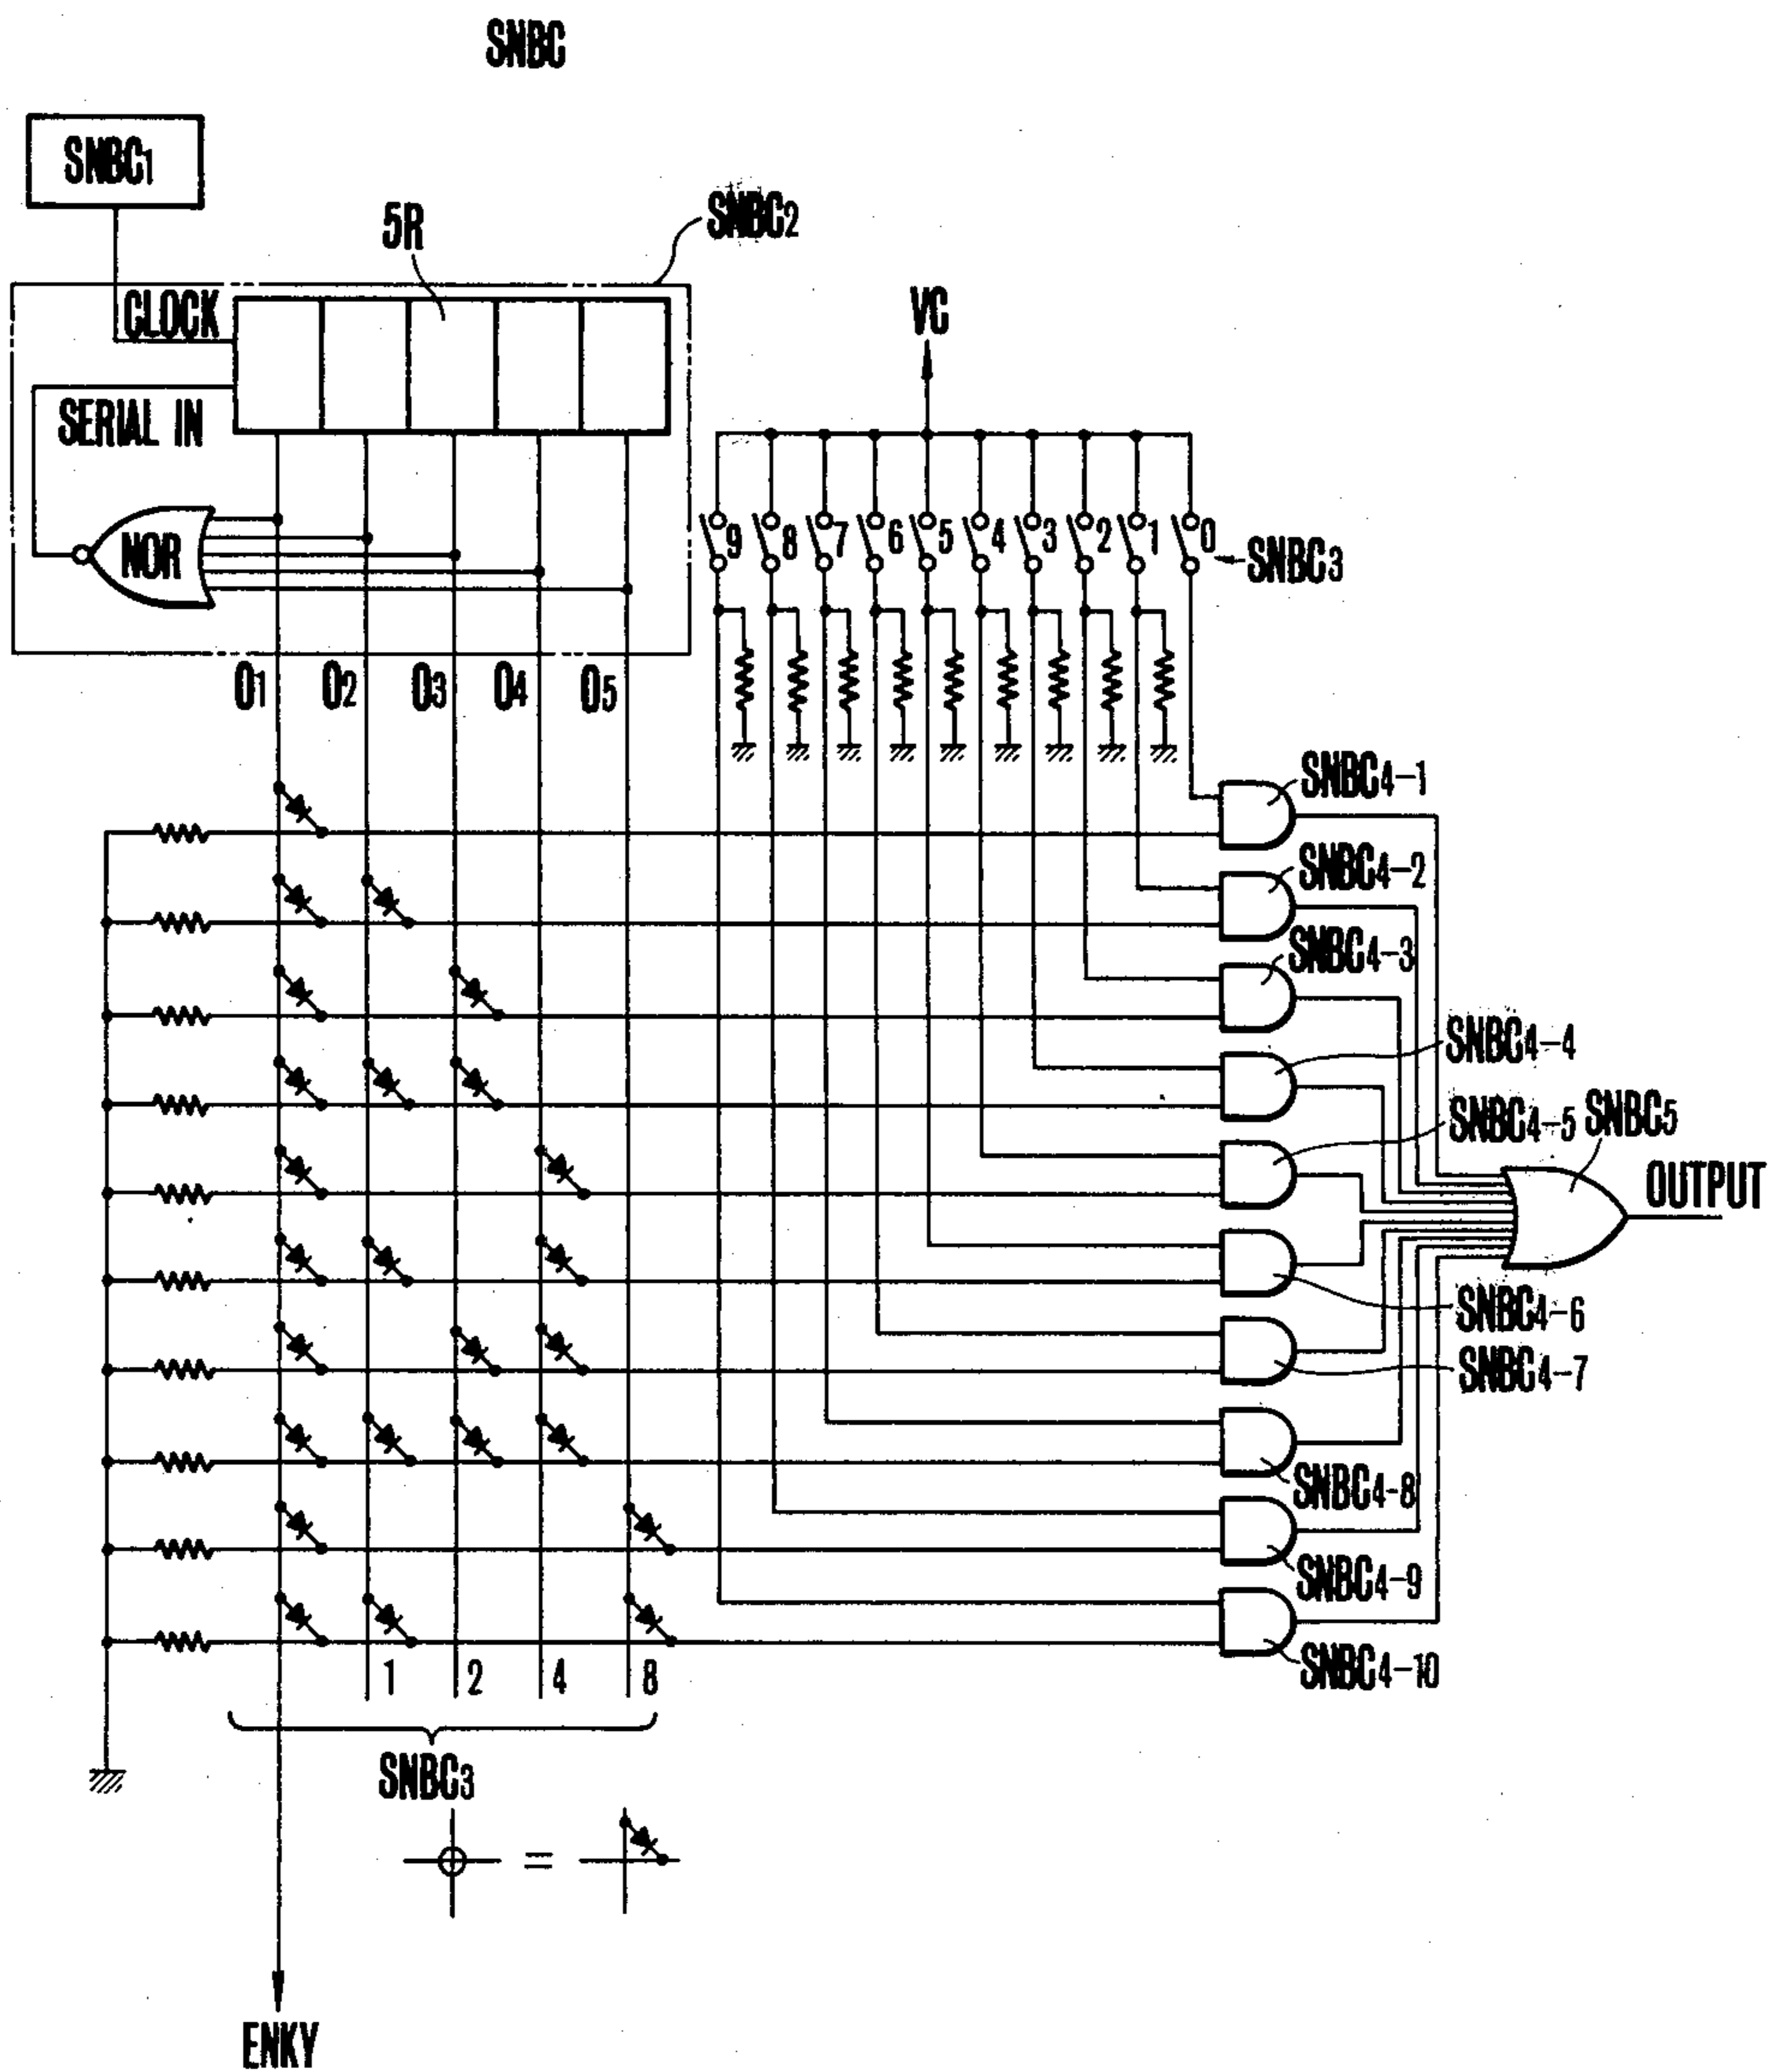 SNBC
SNBC1
5R
SNBC2
CLOCK
SERIAL IN
NOR
VC
9 8 7 6 5 4 3 2 1 0
SNBC3
O1 O2 O3 O4 O5
SNBC4-1
SNBC4-2
SNBC4-3
SNBC4-4
SNBC4-5
SNBC5
OUTPUT
SNBC4-6
SNBC4-7
SNBC4-8
SNBC4-9
SNBC4-10
1 2 4 8
SNBC3
=
ENKY